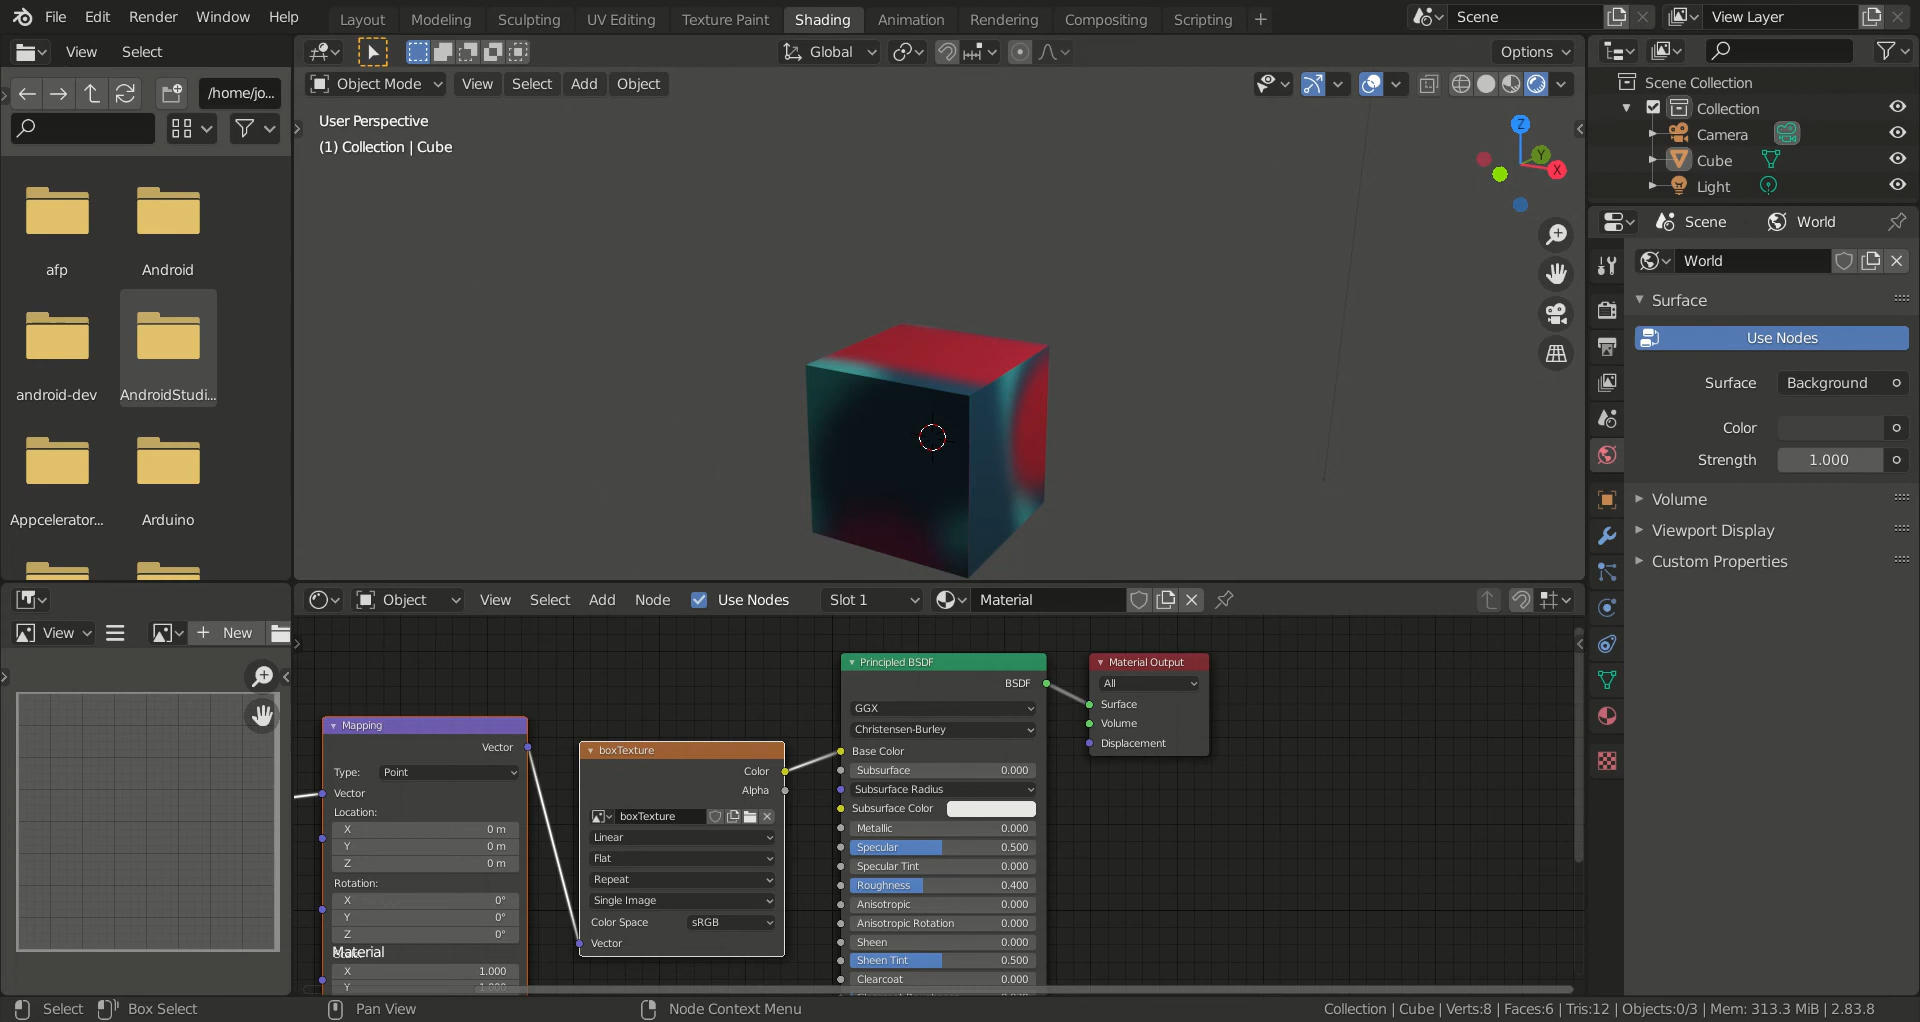 File Edit Render Window Help Layout Modeling Sculpting UV Editing Texture Paint Shading Animation Rendering Compositing Scripting Scene View Layer
View Select
Global
Options
Object Mode View Select Add Object
/home/jo...
User Perspective
(1) Collection | Cube
Z
Y
X
afp
Android
android-dev
AndroidStudi...
Appcelerator...
Arduino
Scene Collection
Collection
Camera
Cube
Light
Scene World
World
Surface
Use Nodes
Surface Background
Color
Strength 1.000
Volume
Viewport Display
Custom Properties
View New
Object View Select Add Node Use Nodes Slot 1 Material
Mapping
Vector
Type: Point
Vector
Location:
X 0 m
Y 0 m
Z 0 m
Rotation:
X 0°
Y 0°
Z 0°
Material
X 1.000
Y 1.000
boxTexture
Color
Alpha
boxTexture
Linear
Flat
Repeat
Single Image
Color Space sRGB
Vector
Principled BSDF
BSDF
GGX
Christensen-Burley
Base Color
Subsurface 0.000
Subsurface Radius
Subsurface Color
Metallic 0.000
Specular 0.500
Specular Tint 0.000
Roughness 0.400
Anisotropic 0.000
Anisotropic Rotation 0.000
Sheen 0.000
Sheen Tint 0.500
Clearcoat 0.000
Material Output
All
Surface
Volume
Displacement
Select Box Select Pan View Node Context Menu Collection | Cube | Verts:8 | Faces:6 | Tris:12 | Objects:0/3 | Mem: 313.3 MiB | 2.83.8